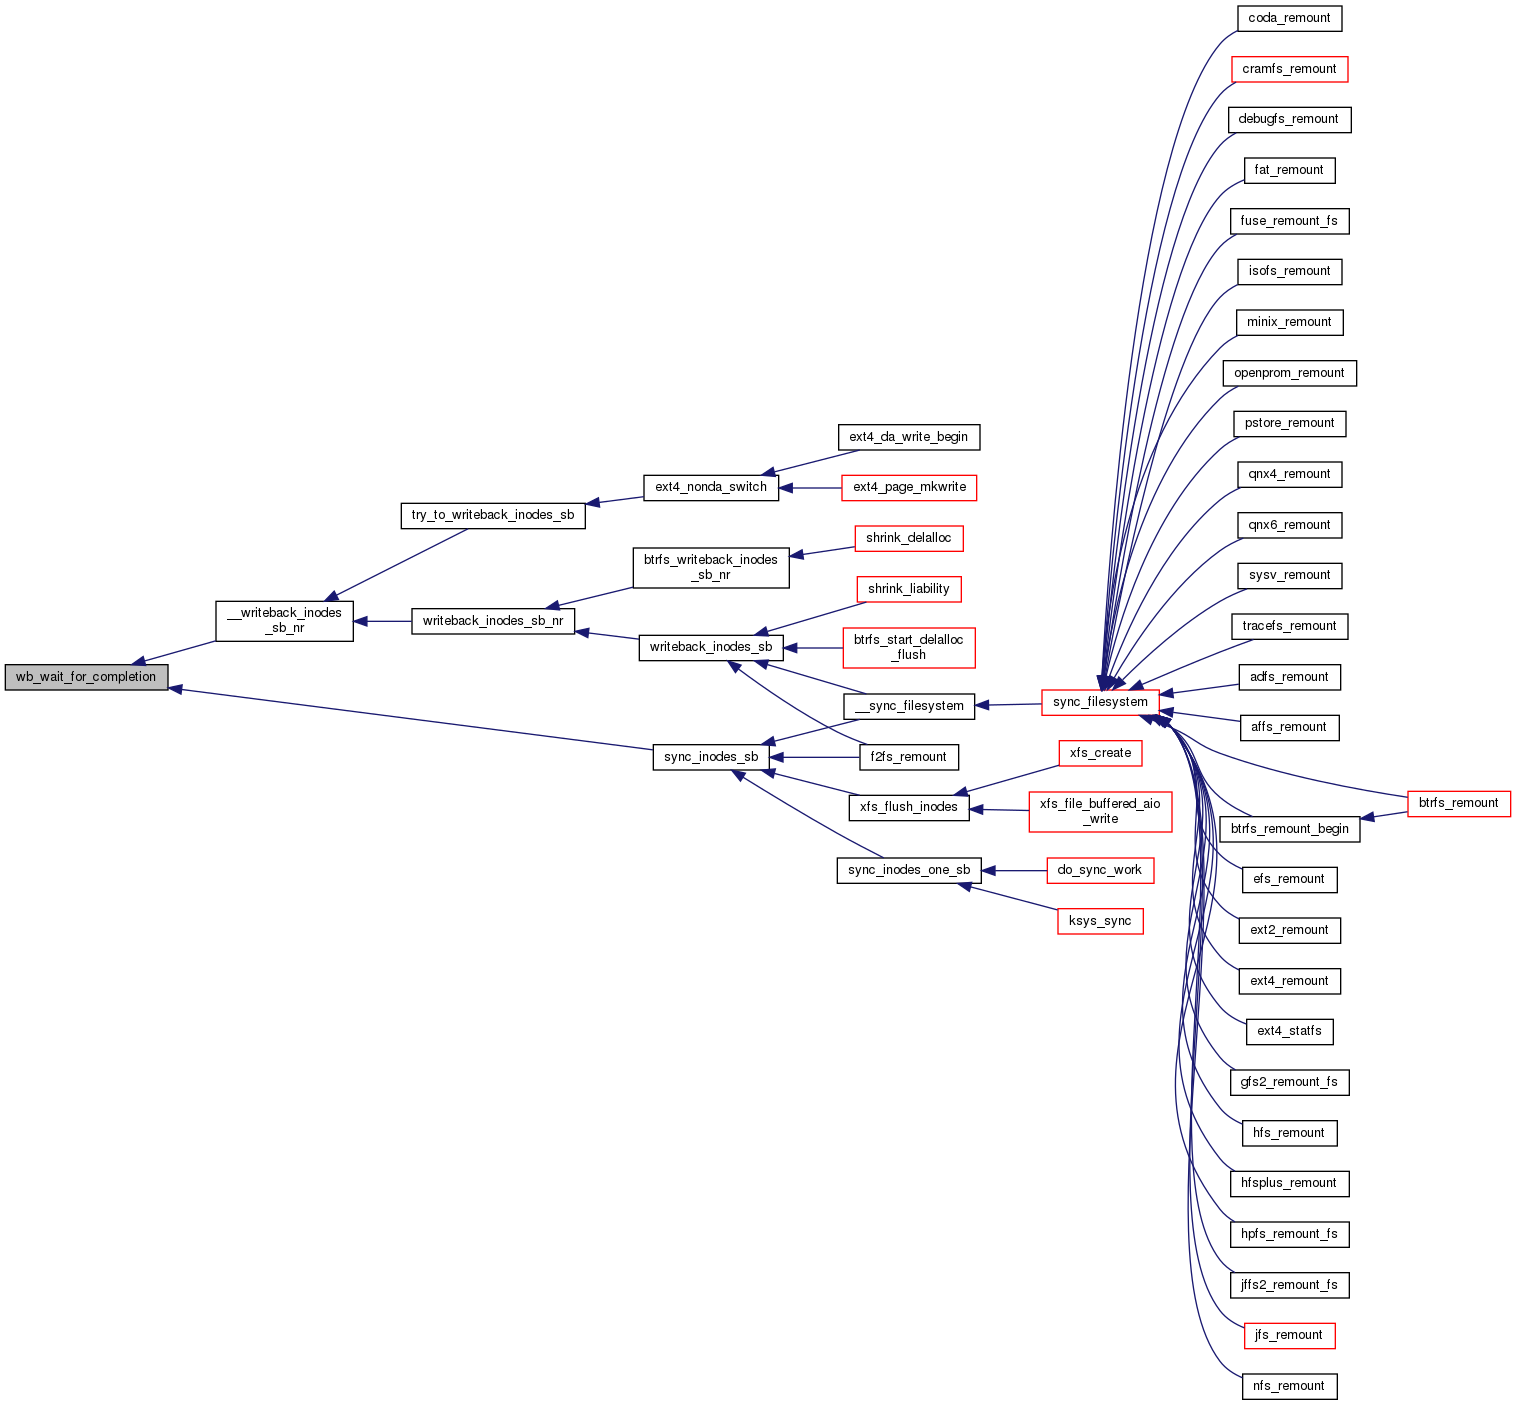 wb_wait_for_completion
__writeback_inodes
_sb_nr
try_to_writeback_inodes_sb
writeback_inodes_sb_nr
sync_inodes_sb
ext4_nonda_switch
btrfs_writeback_inodes
_sb_nr
writeback_inodes_sb
ext4_da_write_begin
ext4_page_mkwrite
shrink_delalloc
shrink_liability
btrfs_start_delalloc
_flush
__sync_filesystem
f2fs_remount
xfs_flush_inodes
sync_inodes_one_sb
sync_filesystem
xfs_create
xfs_file_buffered_aio
_write
do_sync_work
ksys_sync
coda_remount
cramfs_remount
debugfs_remount
fat_remount
fuse_remount_fs
isofs_remount
minix_remount
openprom_remount
pstore_remount
qnx4_remount
qnx6_remount
sysv_remount
tracefs_remount
adfs_remount
affs_remount
btrfs_remount
btrfs_remount_begin
efs_remount
ext2_remount
ext4_remount
ext4_statfs
gfs2_remount_fs
hfs_remount
hfsplus_remount
hpfs_remount_fs
jffs2_remount_fs
jfs_remount
nfs_remount